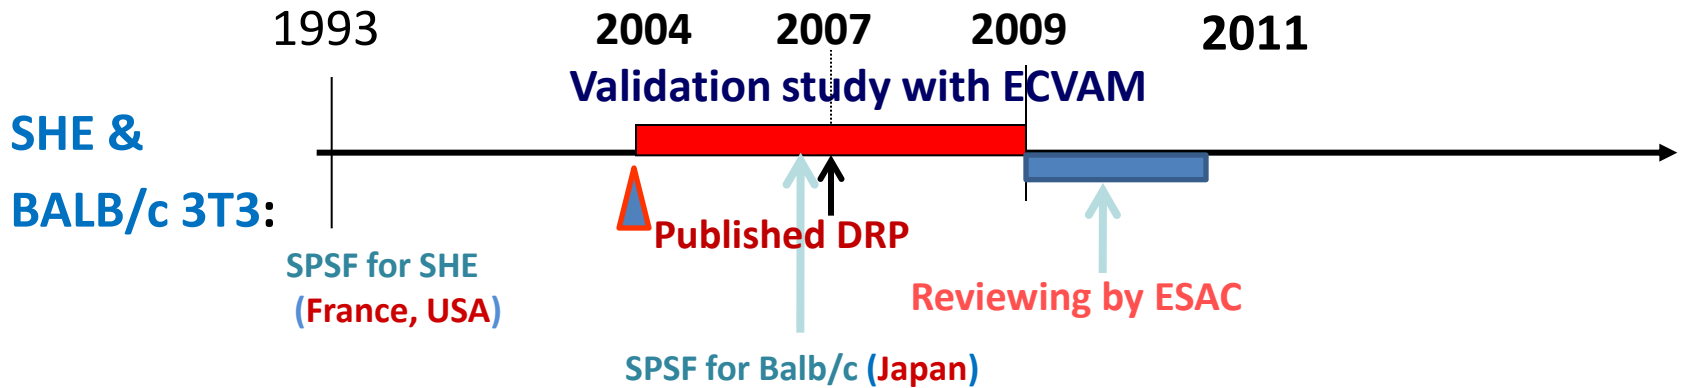 1993 2004 2007 2009 2011
Validation study with ECVAM
SHE &
BALB/c 3T3:
Published DRP
SPSF for SHE
(France, USA)
Reviewing by ESAC
SPSF for Balb/c (Japan)